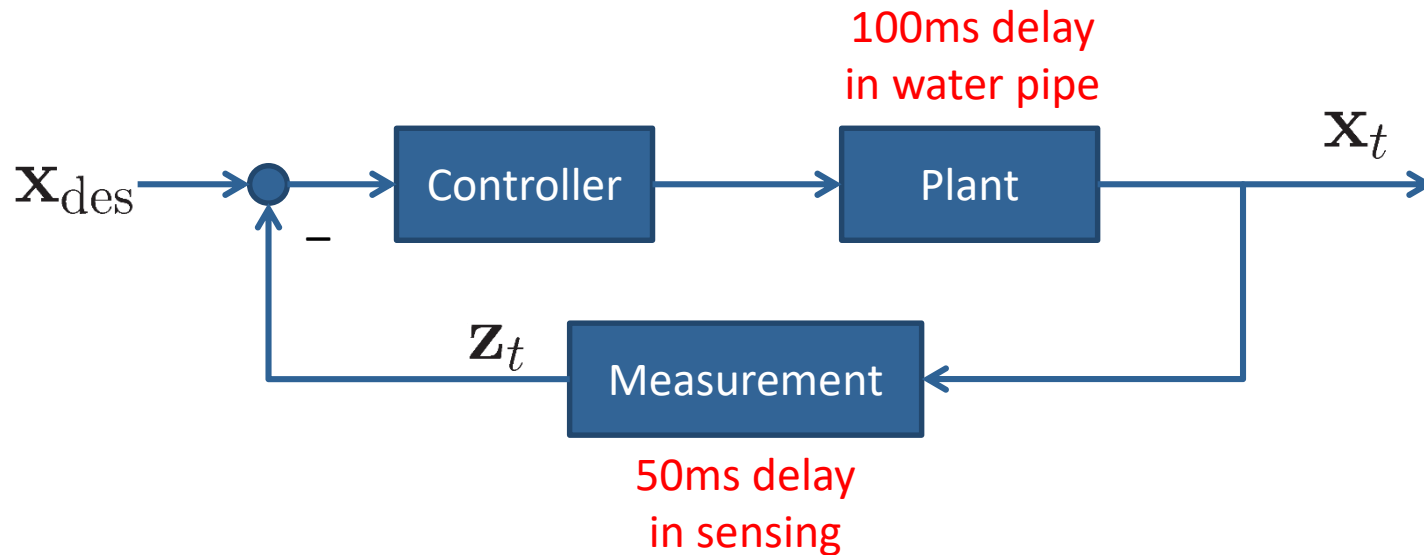 100ms delay
in water pipe
x_des
Controller
Plant
x_t
–
z_t
Measurement
50ms delay
in sensing